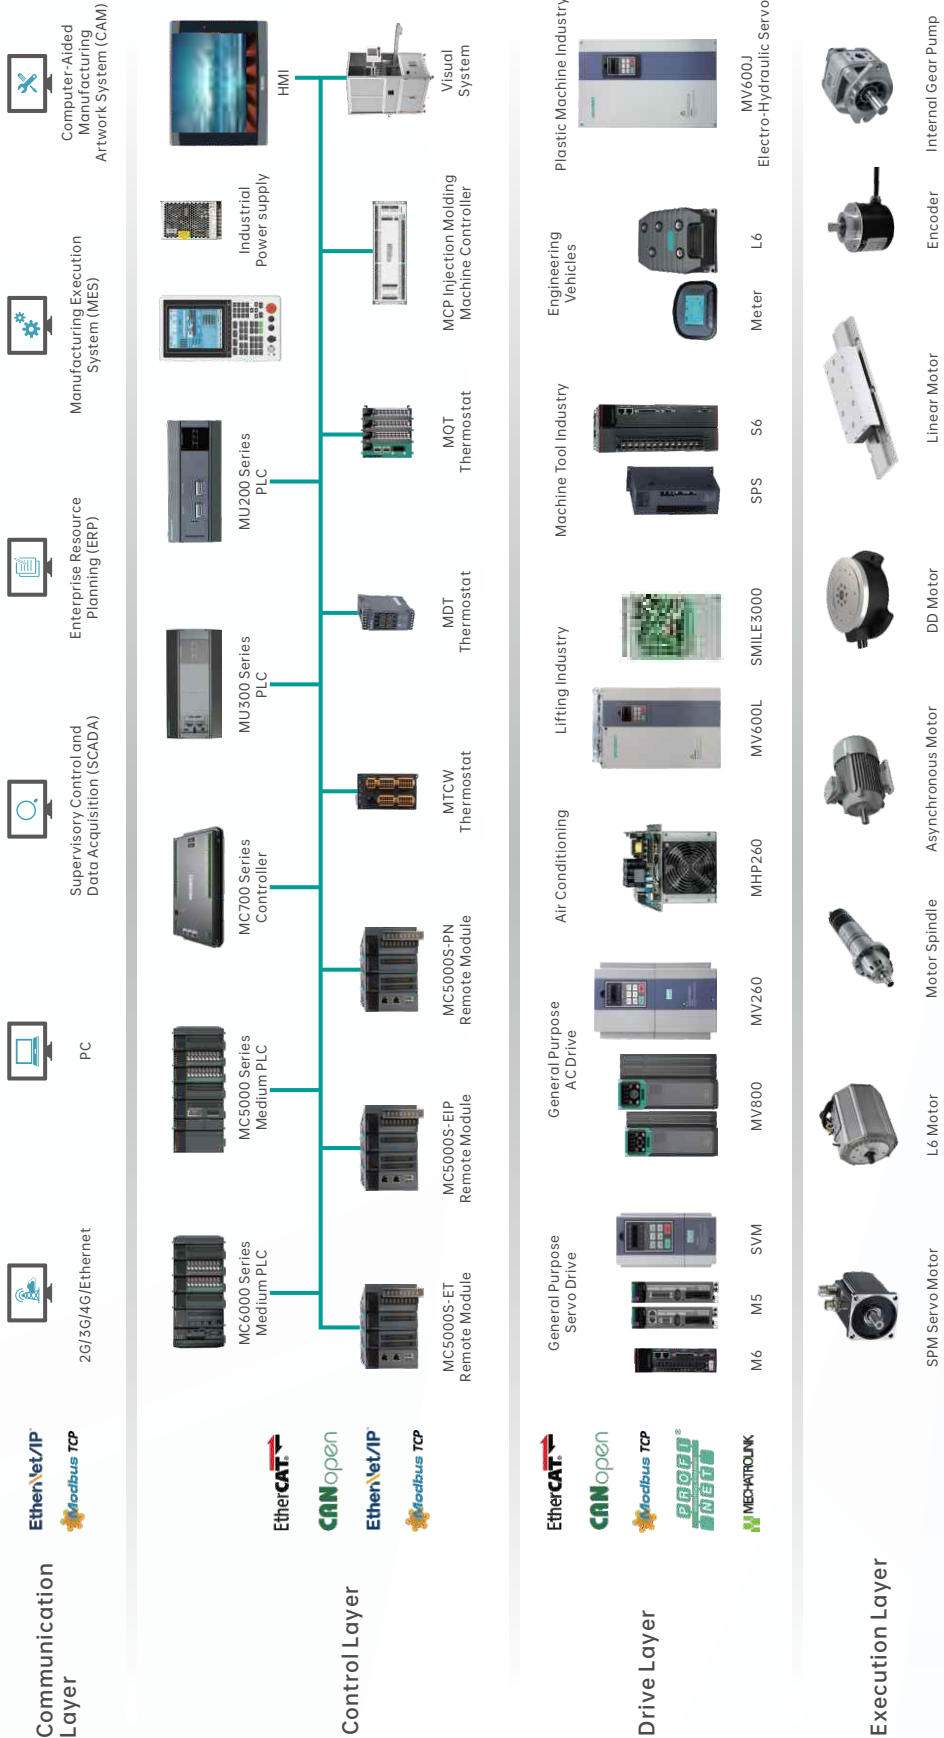 Communication
Layer
EtherNet/IP
Modbus TCP
2G/3G/4G/Ethernet
PC
Supervisory Control and
Data Acquisition (SCADA)
Enterprise Resource
Planning (ERP)
Manufacturing Execution
System (MES)
Computer-Aided
Manufacturing
Artwork System (CAM)
Control Layer
EtherCAT
CANopen
EtherNet/IP
Modbus TCP
MC6000 Series
Medium PLC
MC5000 Series
Medium PLC
MC700 Series
Controller
MU300 Series
PLC
MU200 Series
PLC
Industrial
Power supply
HMI
MC5000S-ET
Remote Module
MC5000S-EIP
Remote Module
MC5000S-PN
Remote Module
MTCW
Thermostat
MDT
Thermostat
MQT
Thermostat
MCP Injection Molding
Machine Controller
Visual
System
Drive Layer
EtherCAT
CANopen
Modbus TCP
PROFI
NET
MECHATROLINK
General Purpose
Servo Drive
General Purpose
AC Drive
Air Conditioning
Lifting Industry
Machine Tool Industry
Engineering
Vehicles
Plastic Machine Industry
M6
M5
SVM
MV800
MV260
MHP260
MV600L
SMILE3000
SPS
S6
Meter
L6
MV600J
Electro-Hydraulic Servo
Execution Layer
SPM Servo Motor
L6 Motor
Motor Spindle
Asynchronous Motor
DD Motor
Linear Motor
Encoder
Internal Gear Pump